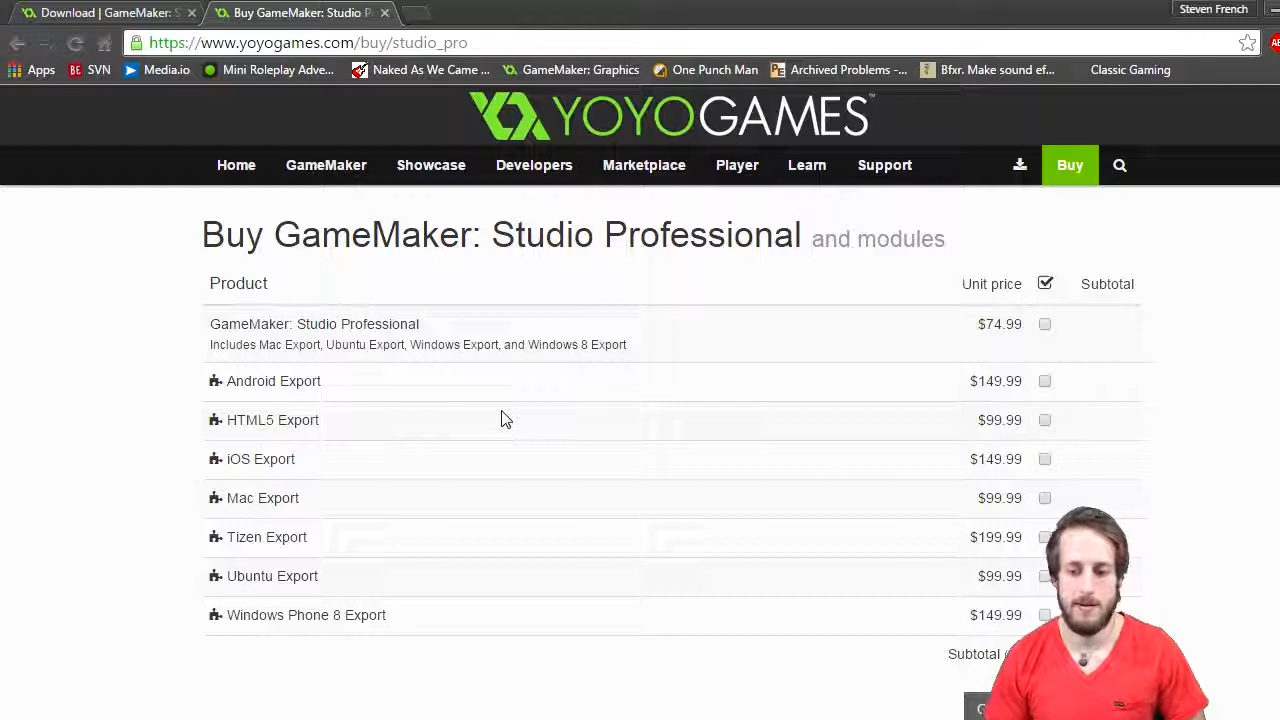 Download | GameMaker: S
Buy GameMaker: Studio P
Steven French
https://www.yoyogames.com/buy/studio_pro
Apps
BE SVN
Media.io
Mini Roleplay Adve...
Naked As We Came ...
GameMaker: Graphics
One Punch Man
Archived Problems -...
Bfxr. Make sound ef...
Classic Gaming
YOYOGAMES™
Home
GameMaker
Showcase
Developers
Marketplace
Player
Learn
Support
Buy
Buy GameMaker: Studio Professional and modules
Product Unit price Subtotal
GameMaker: Studio Professional $74.99
Includes Mac Export, Ubuntu Export, Windows Export, and Windows 8 Export
Android Export $149.99
HTML5 Export $99.99
iOS Export $149.99
Mac Export $99.99
Tizen Export $199.99
Ubuntu Export $99.99
Windows Phone 8 Export $149.99
Subtotal